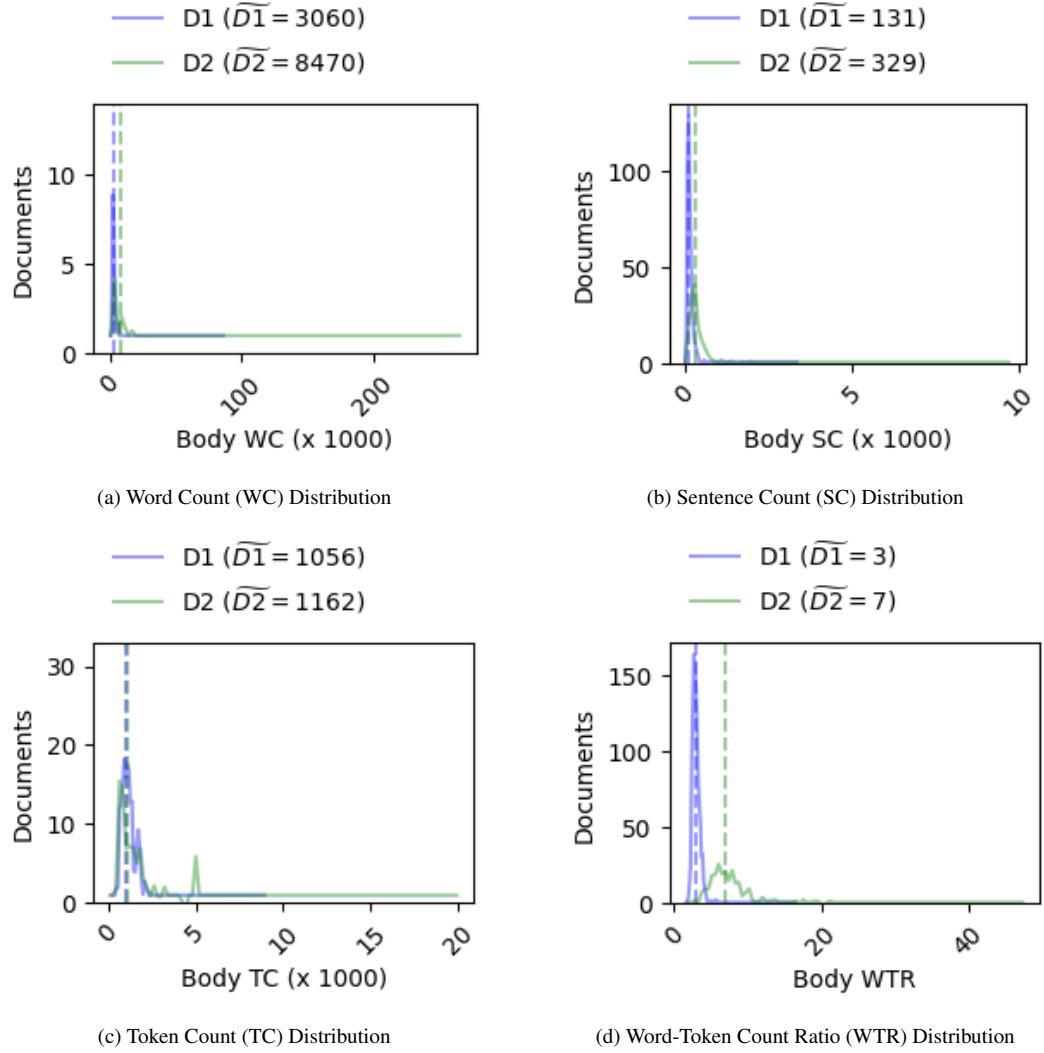 D1 (D1 = 3060)
D2 (D2 = 8470)
10
5
0
Documents
0
100
200
Body WC (x 1000)
(a) Word Count (WC) Distribution
D1 (D1 = 131)
D2 (D2 = 329)
100
50
0
Documents
0
5
10
Body SC (x 1000)
(b) Sentence Count (SC) Distribution
D1 (D1 = 1056)
D2 (D2 = 1162)
30
20
10
0
Documents
0
5
10
15
20
Body TC (x 1000)
(c) Token Count (TC) Distribution
D1 (D1 = 3)
D2 (D2 = 7)
150
100
50
0
Documents
0
20
40
Body WTR
(d) Word-Token Count Ratio (WTR) Distribution